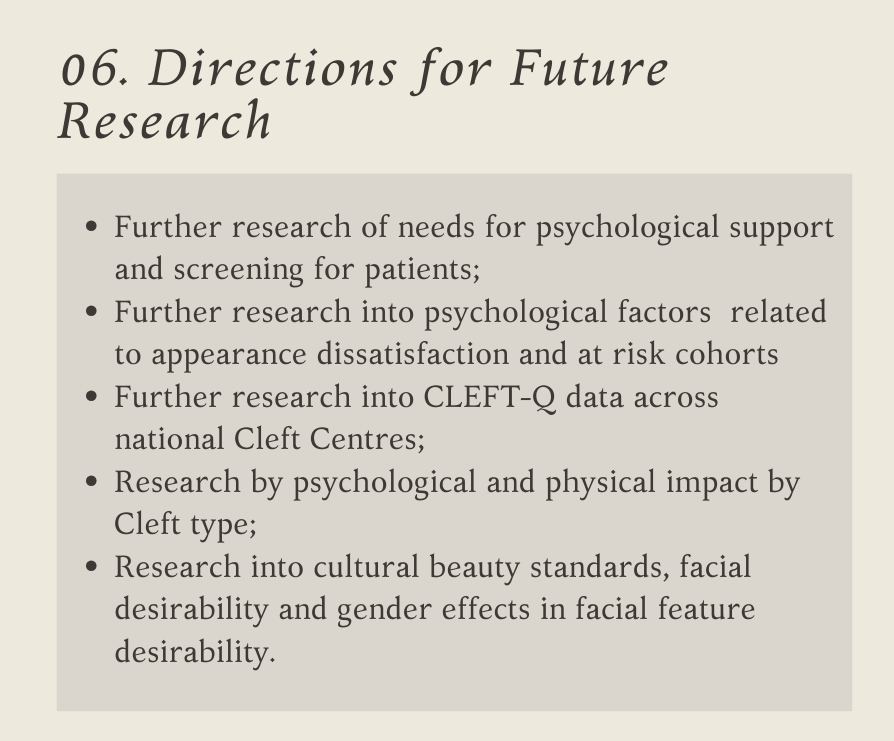 06. Directions for Future
Research
• Further research of needs for psychological support
and screening for patients;
• Further research into psychological factors  related
to appearance dissatisfaction and at risk cohorts
• Further research into CLEFT-Q data across
national Cleft Centres;
• Research by psychological and physical impact by
Cleft type;
• Research into cultural beauty standards, facial
desirability and gender effects in facial feature
desirability.